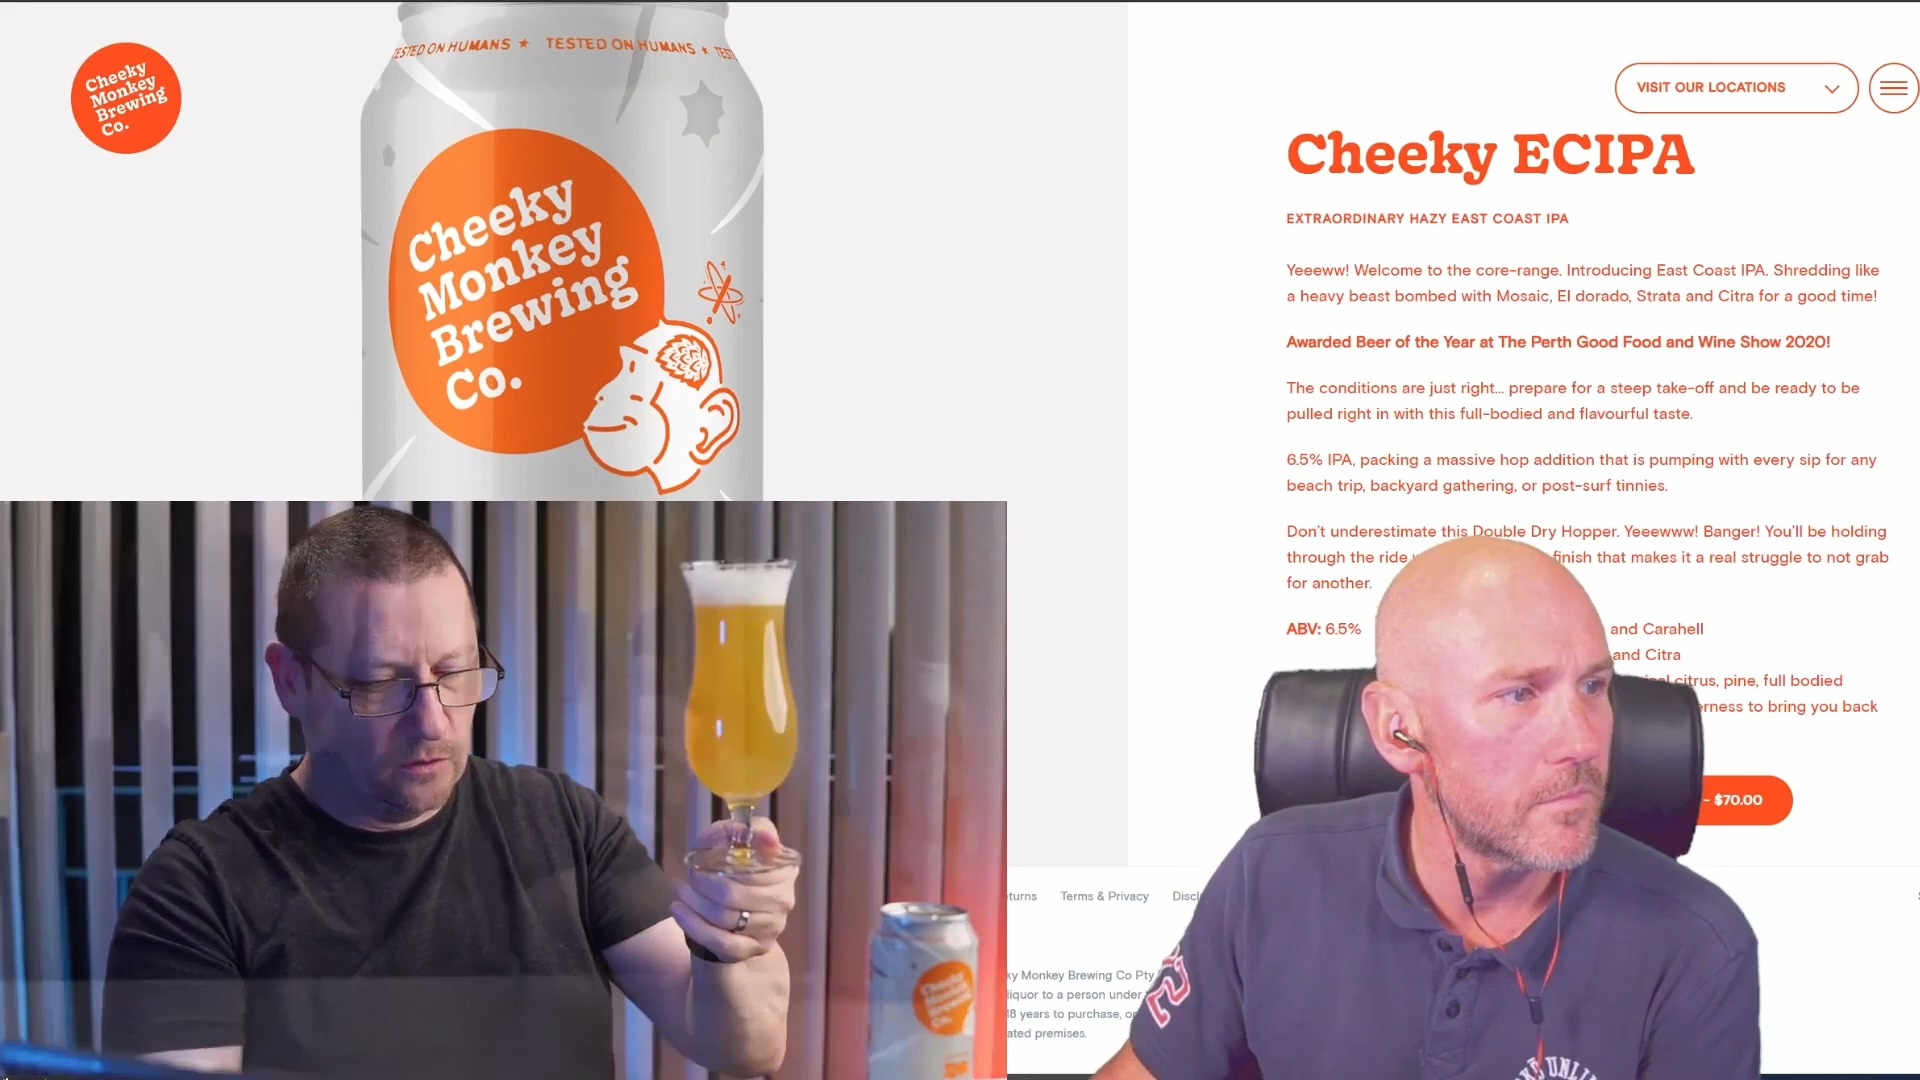 TESTED ON HUMANS ★ TESTED ON HUMANS ★
Cheeky
Monkey
Brewing
Co.
Cheeky
Monkey
Brewing
Co.
VISIT OUR LOCATIONS
Cheeky ECIPA
EXTRAORDINARY HAZY EAST COAST IPA
Yeeeww! Welcome to the core-range. Introducing East Coast IPA. Shredding like
a heavy beast bombed with Mosaic, El dorado, Strata and Citra for a good time!
Awarded Beer of the Year at The Perth Good Food and Wine Show 2020!
The conditions are just right... prepare for a steep take-off and be ready to be
pulled right in with this full-bodied and flavourful taste.
6.5% IPA, packing a massive hop addition that is pumping with every sip for any
beach trip, backyard gathering, or post-surf tinnies.
Don't underestimate this Double Dry Hopper. Yeeewww! Banger! You'll be holding
through the ride finish that makes it a real struggle to not grab
for another.
ABV: 6.5% and Carahell
and Citra
citrus, pine, full bodied
to bring you back
- $70.00
Terms & Privacy
Monkey Brewing Co Pty
liquor to a person under
18 years to purchase, or
premises.
Cheeky
Monkey
Brewing
Co.